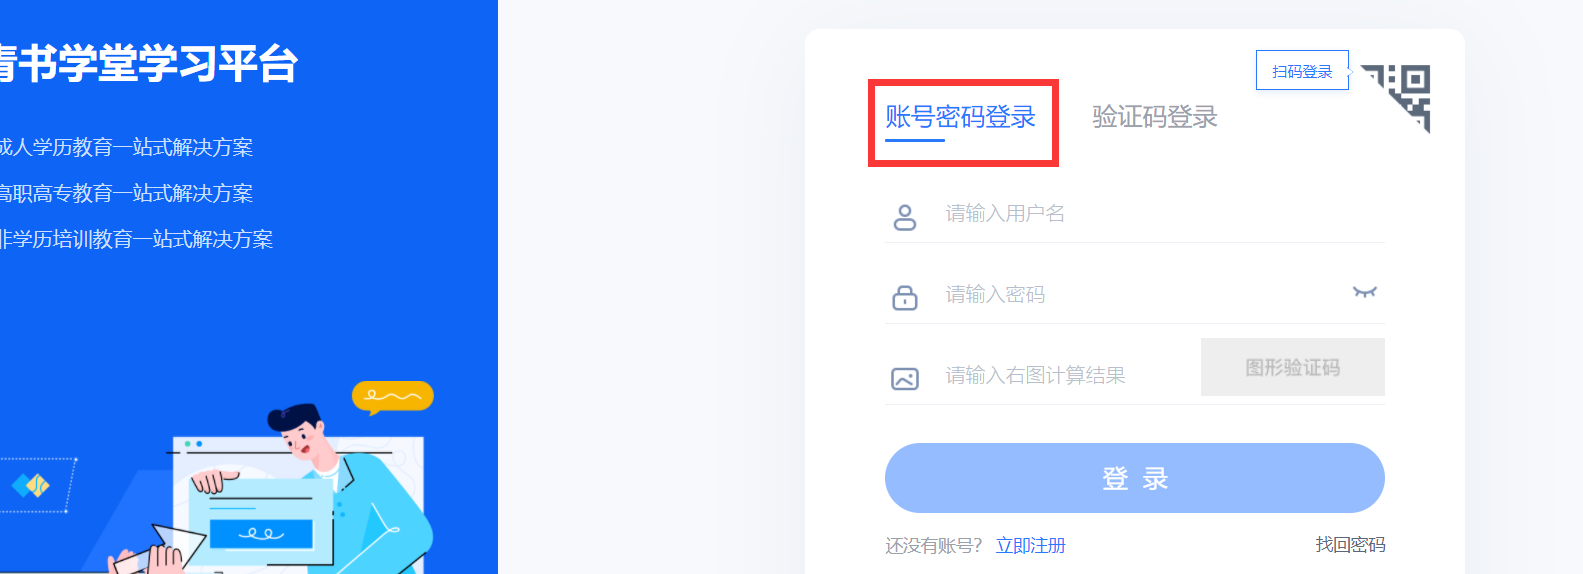 青书学堂学习平台
成人学历教育一站式解决方案
高职高专教育一站式解决方案
非学历培训教育一站式解决方案
扫码登录
账号密码登录
验证码登录
请输入用户名
请输入密码
请输入右图计算结果
图形验证码
登 录
还没有账号? 立即注册
找回密码